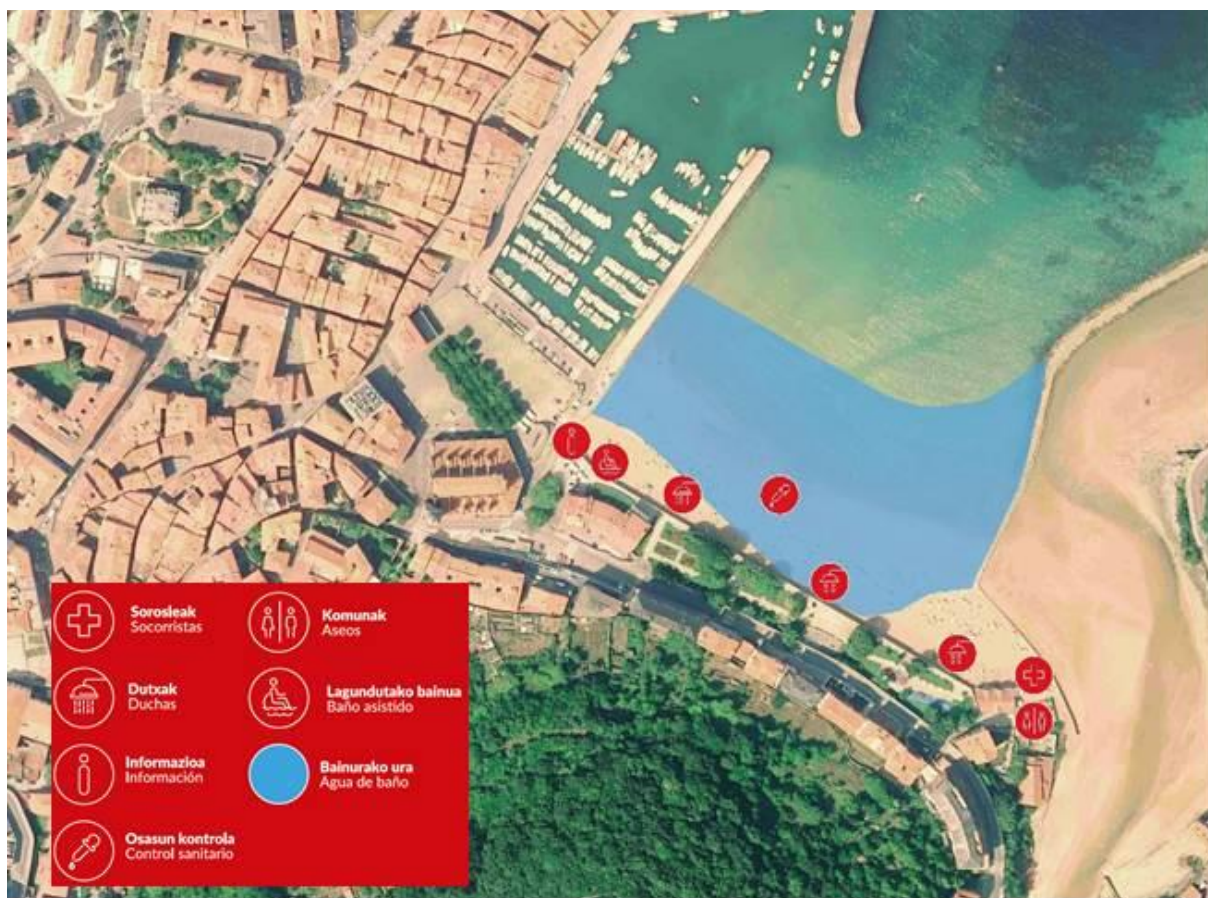 Sorosleak
Socorristas
Dutxak
Duchas
Informazioa
Información
Osasun kontrola
Control sanitario
Komunak
Aseos
Lagundutako bainua
Baño asistido
Bainurako ura
Agua de baño